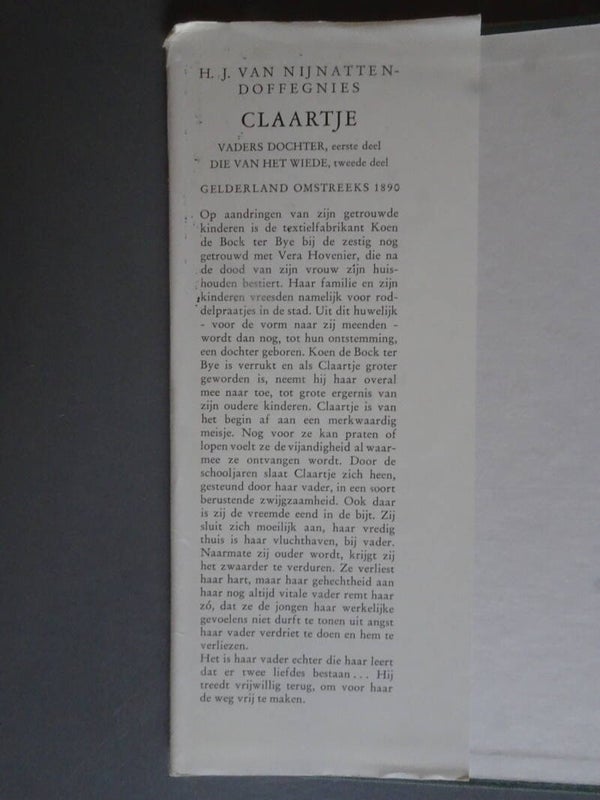 H. J. VAN NIJNATTEN-
DOFFEGNIES
CLAARTJE
VADERS DOCHTER, eerste deel
DIE VAN HET WIEDE, tweede deel
GELDERLAND OMSTREEKS 1890
Op aandringen van zijn getrouwde
kinderen is de textielfabrikant Koen
de Bock ter Bye bij de zestig nog
getrouwd met Vera Hovenier, die na
de dood van zijn vrouw zijn huis-
houden bestiert. Haar familie en zijn
kinderen vreesden namelijk voor rod-
delpraatjes in de stad. Uit dit huwelijk
- voor de vorm naar zij meenden -
wordt dan nog, tot hun ontstemming,
een dochter geboren. Koen de Bock ter
Bye is verrukt en als Claartje groter
geworden is, neemt hij haar overal
mee naar toe, tot grote ergernis van
zijn oudere kinderen. Claartje is van
het begin af aan een merkwaardig
meisje. Nog voor ze kan praten of
lopen voelt ze de vijandigheid al waar-
mee ze ontvangen wordt. Door de
schooljaren slaat Claartje zich heen,
gesteund door haar vader, in een soort
berustende zwijgzaamheid. Ook daar
is zij de vreemde eend in de bijt. Zij
sluit zich moeilijk aan, haar vredig
thuis is haar vluchthaven, bij vader.
Naarmate zij ouder wordt, krijgt zij
het zwaarder te verduren. Ze verliest
haar hart, maar haar gehechtheid aan
haar nog altijd vitale vader remt haar
zó, dat ze de jongen haar werkelijke
gevoelens niet durft te tonen uit angst
haar vader verdriet te doen en hem te
verliezen.
Het is haar vader echter die haar leert
dat er twee liefdes bestaan... Hij
treedt vrijwillig terug, om voor haar
de weg vrij te maken.